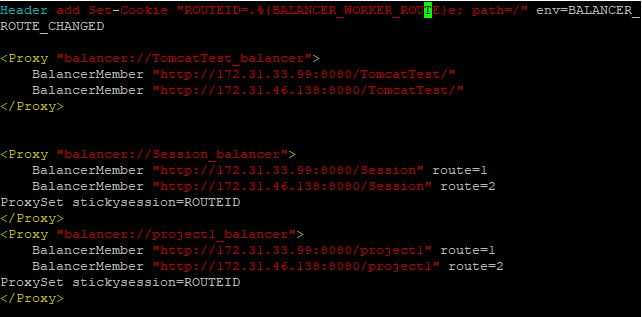 Header add Set-Cookie "ROUTEID=.%{BALANCER_WORKER_ROUTE}e; path=/" env=BALANCER_
ROUTE_CHANGED
<Proxy "balancer://TomcatTest_balancer">
    BalancerMember "http://172.31.33.99:8080/TomcatTest/"
    BalancerMember "http://172.31.46.138:8080/TomcatTest/"
</Proxy>
<Proxy "balancer://Session_balancer">
    BalancerMember "http://172.31.33.99:8080/Session" route=1
    BalancerMember "http://172.31.46.138:8080/Session" route=2
ProxySet stickysession=ROUTEID
</Proxy>
<Proxy "balancer://project1_balancer">
    BalancerMember "http://172.31.33.99:8080/project1" route=1
    BalancerMember "http://172.31.46.138:8080/project1" route=2
ProxySet stickysession=ROUTEID
</Proxy>